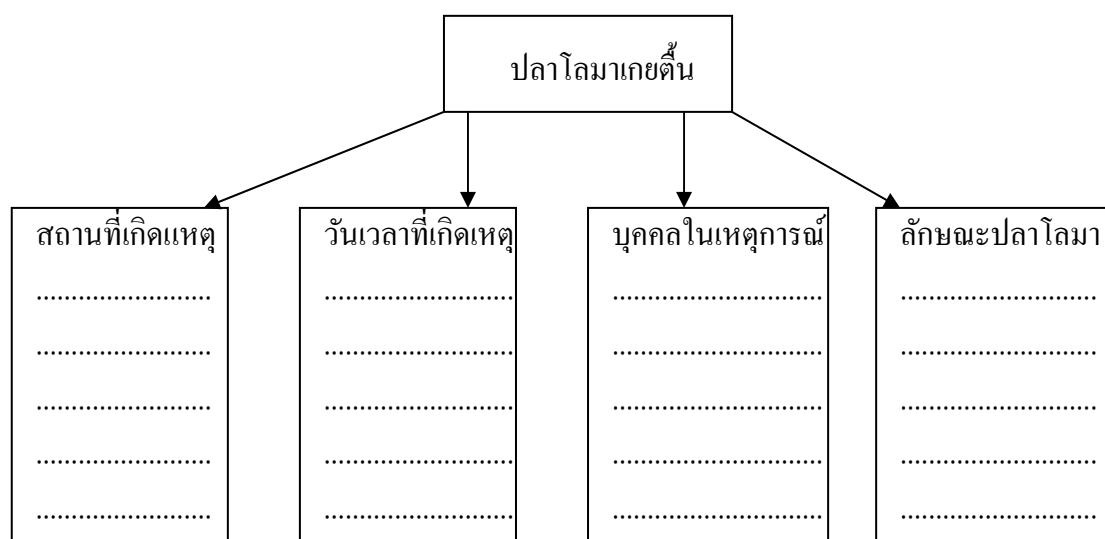 ปลาโลมาเกยตื้น
สถานที่เกิดแหตุ
วันเวลาที่เกิดเหตุ
บุคคลในเหตุการณ์
ลักษณะปลาโลมา